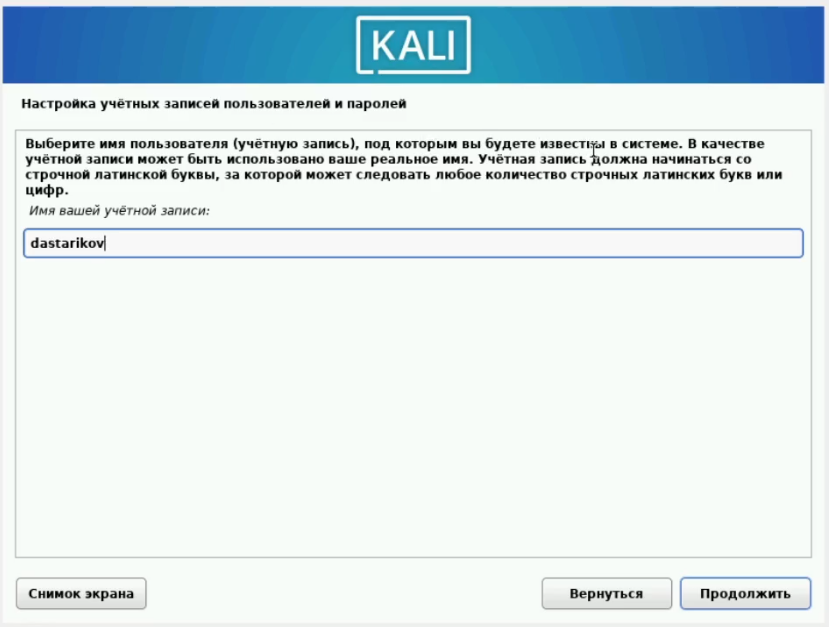 KALI
Настройка учётных записей пользователей и паролей
Выберите имя пользователя (учётную запись), под которым вы будете известны в системе. В качестве
учётной записи может быть использовано ваше реальное имя. Учётная запись должна начинаться со
строчной латинской буквы, за которой может следовать любое количество строчных латинских букв или
цифр.
Имя вашей учётной записи:
dastarikov
Снимок экрана
Вернуться
Продолжить